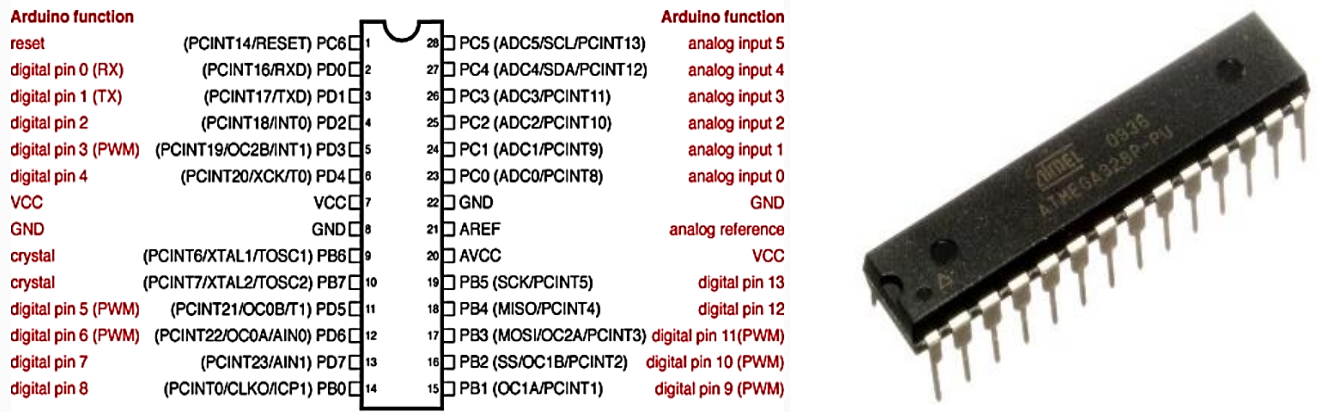 Arduino function Arduino function
reset (PCINT14/RESET) PC6 1 28 PC5 (ADC5/SCL/PCINT13) analog input 5
digital pin 0 (RX) (PCINT16/RXD) PD0 2 27 PC4 (ADC4/SDA/PCINT12) analog input 4
digital pin 1 (TX) (PCINT17/TXD) PD1 3 26 PC3 (ADC3/PCINT11) analog input 3
digital pin 2 (PCINT18/INT0) PD2 4 25 PC2 (ADC2/PCINT10) analog input 2
digital pin 3 (PWM) (PCINT19/OC2B/INT1) PD3 5 24 PC1 (ADC1/PCINT9) analog input 1
digital pin 4 (PCINT20/XCK/T0) PD4 6 23 PC0 (ADC0/PCINT8) analog input 0
VCC VCC 7 22 GND GND
GND GND 8 21 AREF analog reference
crystal (PCINT6/XTAL1/TOSC1) PB6 9 20 AVCC VCC
crystal (PCINT7/XTAL2/TOSC2) PB7 10 19 PB5 (SCK/PCINT5) digital pin 13
digital pin 5 (PWM) (PCINT21/OC0B/T1) PD5 11 18 PB4 (MISO/PCINT4) digital pin 12
digital pin 6 (PWM) (PCINT22/OC0A/AIN0) PD6 12 17 PB3 (MOSI/OC2A/PCINT3) digital pin 11(PWM)
digital pin 7 (PCINT23/AIN1) PD7 13 16 PB2 (SS/OC1B/PCINT2) digital pin 10 (PWM)
digital pin 8 (PCINT0/CLKO/ICP1) PB0 14 15 PB1 (OC1A/PCINT1) digital pin 9 (PWM)
ATMEL 0938
ATMEGA328P-PU